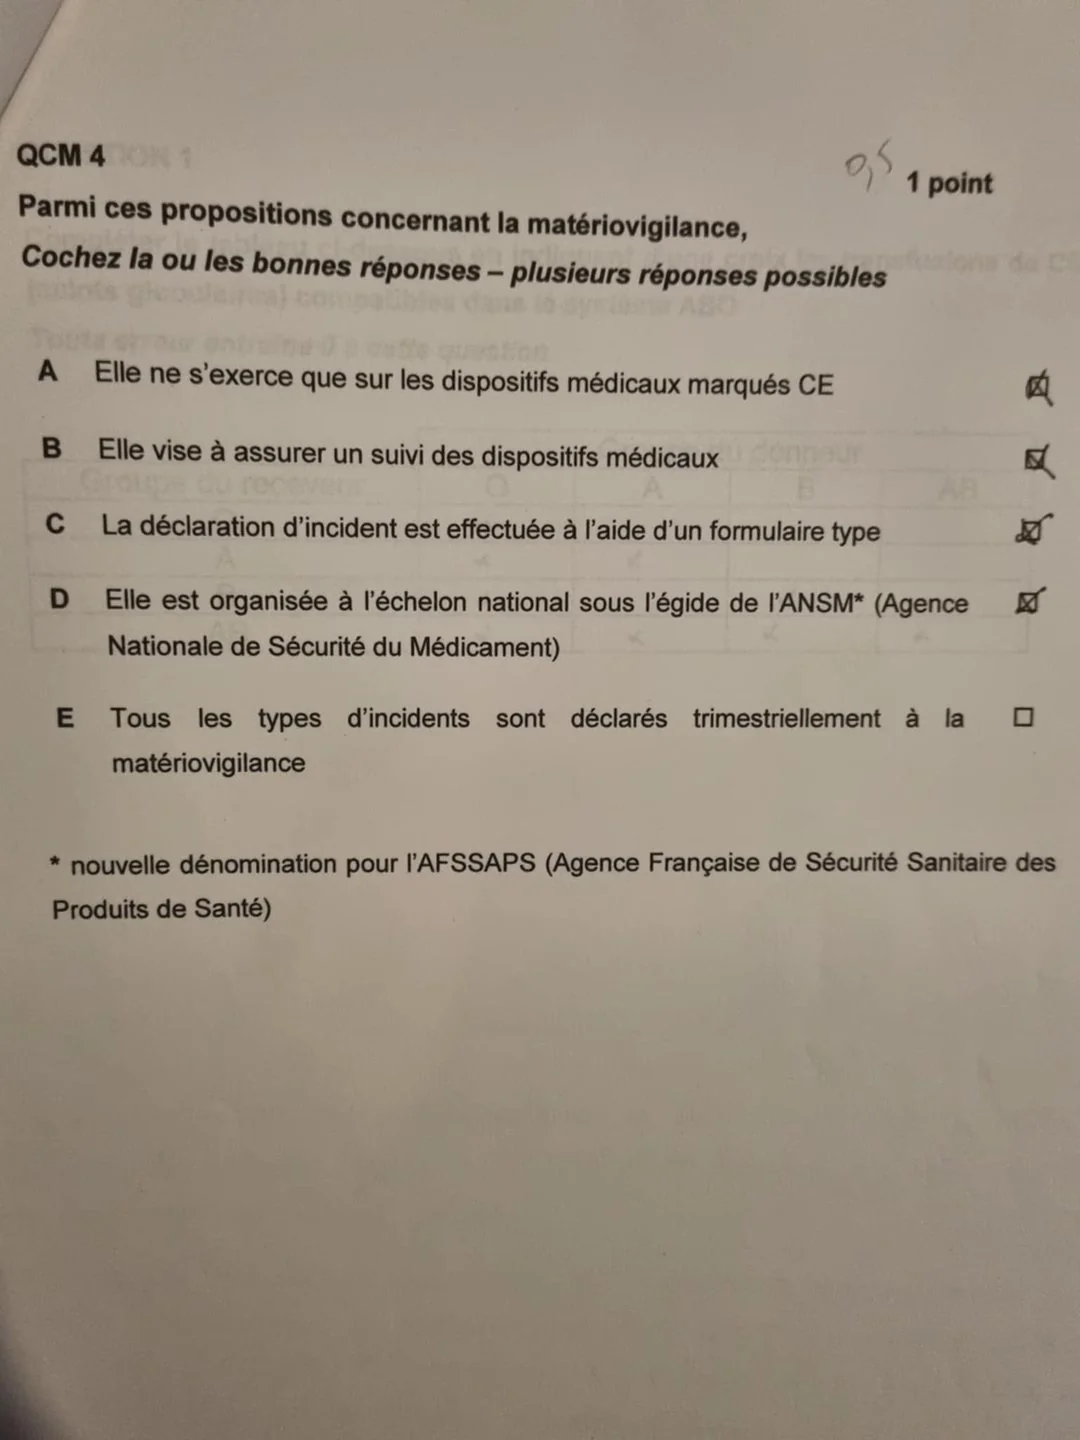 QCM 4
0,5 1 point
Parmi ces propositions concernant la matériovigilance,
Cochez la ou les bonnes réponses – plusieurs réponses possibles
A Elle ne s'exerce que sur les dispositifs médicaux marqués CE ☒
B Elle vise à assurer un suivi des dispositifs médicaux ☒
C La déclaration d'incident est effectuée à l'aide d'un formulaire type ☒
D Elle est organisée à l'échelon national sous l'égide de l'ANSM* (Agence ☒
Nationale de Sécurité du Médicament)
E Tous les types d'incidents sont déclarés trimestriellement à la ☐
matériovigilance
* nouvelle dénomination pour l'AFSSAPS (Agence Française de Sécurité Sanitaire des
Produits de Santé)